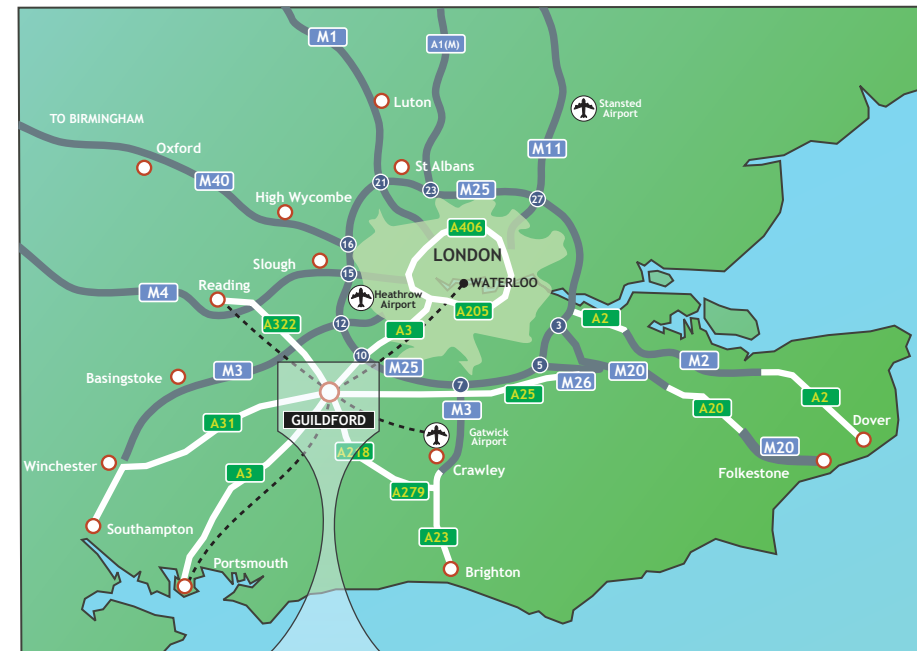 M1
A1(M)
Luton
Stansted
Airport
TO BIRMINGHAM
Oxford
M11
St Albans
M40
21
23
M25
27
High Wycombe
A406
16
LONDON
Slough
15
WATERLOO
M4
Reading
Heathrow
Airport
A205
A322
12
A3
3
A2
10
M25
5
M2
M3
Basingstoke
7
M26
M20
A25
A2
M3
A20
GUILDFORD
A31
Dover
Gatwick
Airport
M20
A218
Winchester
A3
Crawley
Folkestone
A279
Southampton
A23
Portsmouth
Brighton